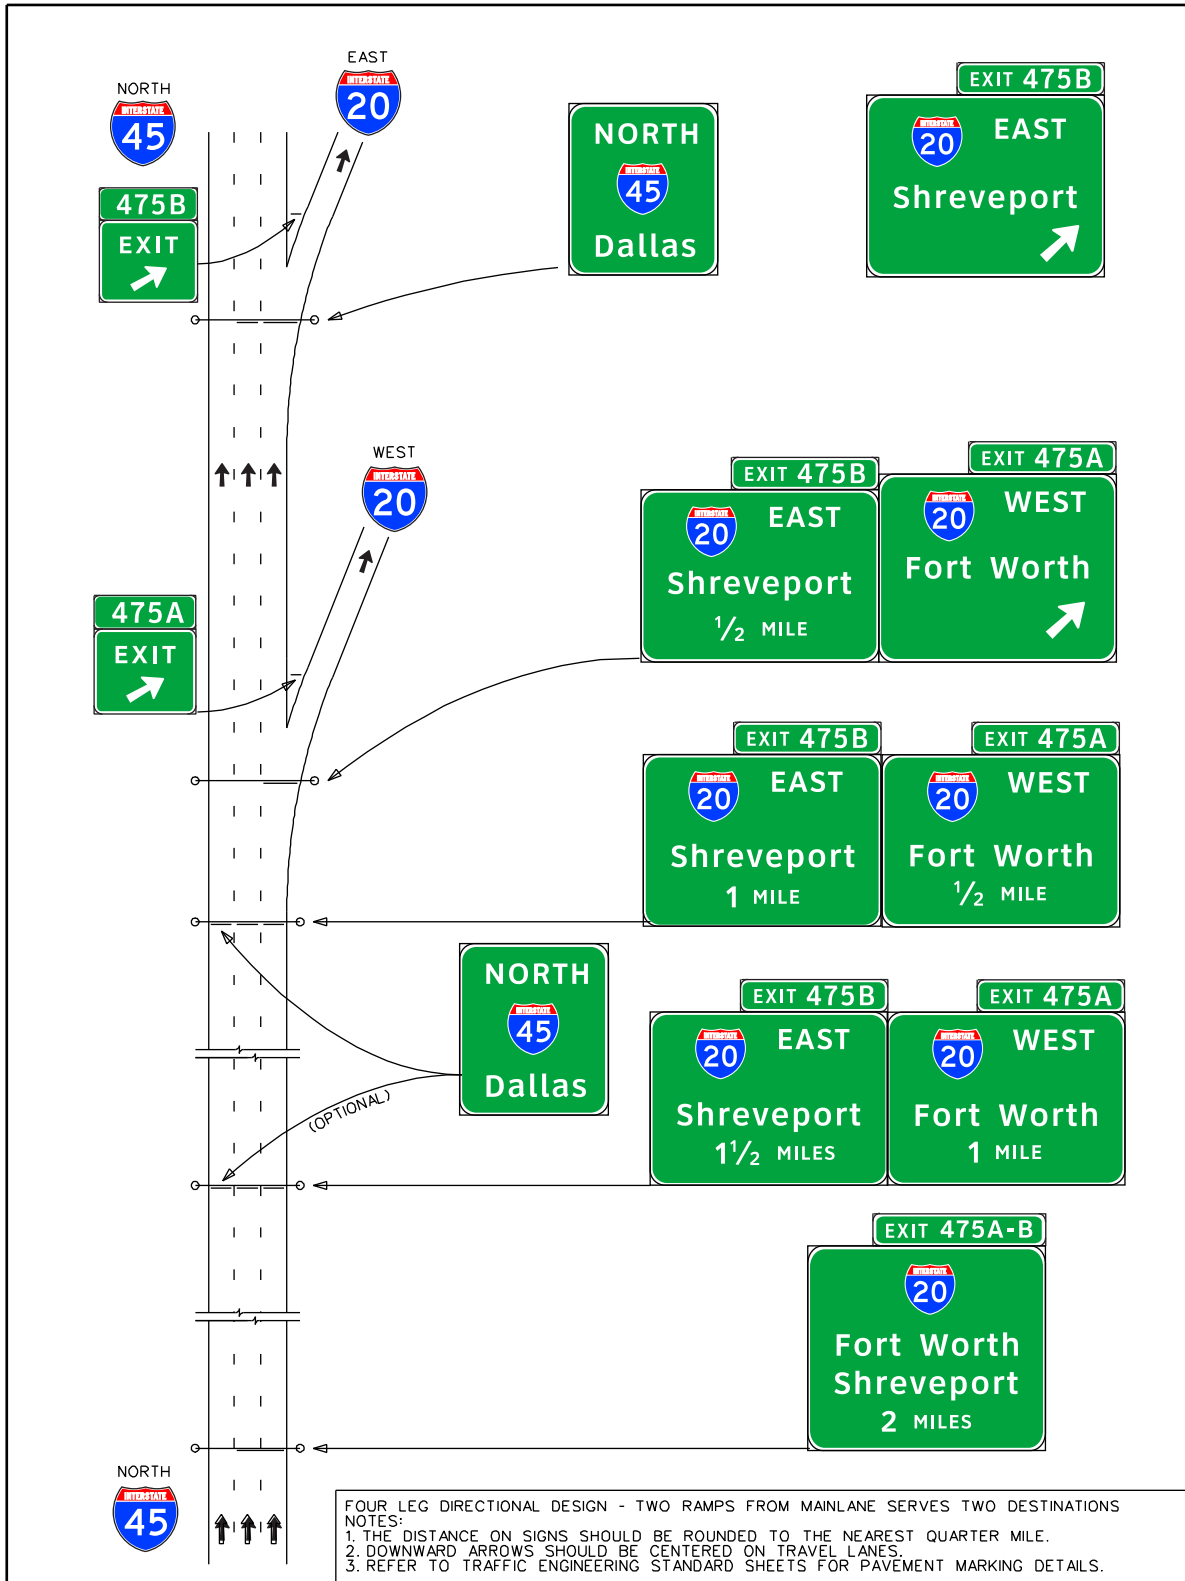 EAST
INTERSTATE
20
NORTH
INTERSTATE
45
475B
EXIT
NORTH
INTERSTATE
45
Dallas
EXIT 475B
INTERSTATE
20
EAST
Shreveport
WEST
INTERSTATE
20
475A
EXIT
EXIT 475B
INTERSTATE
20
EAST
Shreveport
1/2 MILE
EXIT 475A
INTERSTATE
20
WEST
Fort Worth
EXIT 475B
INTERSTATE
20
EAST
Shreveport
1 MILE
EXIT 475A
INTERSTATE
20
WEST
Fort Worth
1/2 MILE
NORTH
INTERSTATE
45
Dallas
(OPTIONAL)
EXIT 475B
INTERSTATE
20
EAST
Shreveport
1 1/2 MILES
EXIT 475A
INTERSTATE
20
WEST
Fort Worth
1 MILE
EXIT 475A-B
INTERSTATE
20
Fort Worth
Shreveport
2 MILES
NORTH
INTERSTATE
45
FOUR LEG DIRECTIONAL DESIGN - TWO RAMPS FROM MAINLANE SERVES TWO DESTINATIONS
NOTES:
1. THE DISTANCE ON SIGNS SHOULD BE ROUNDED TO THE NEAREST QUARTER MILE.
2. DOWNWARD ARROWS SHOULD BE CENTERED ON TRAVEL LANES.
3. REFER TO TRAFFIC ENGINEERING STANDARD SHEETS FOR PAVEMENT MARKING DETAILS.